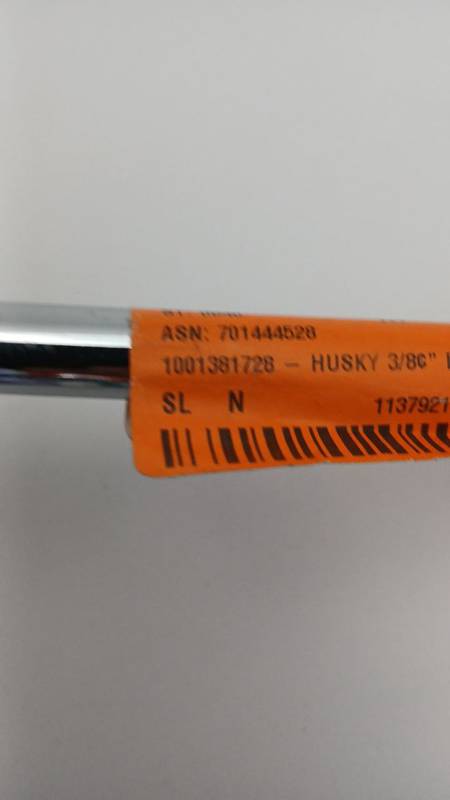 ASN: 701444528
1001381728 - HUSKY 3/8¢"
SL N 1137921